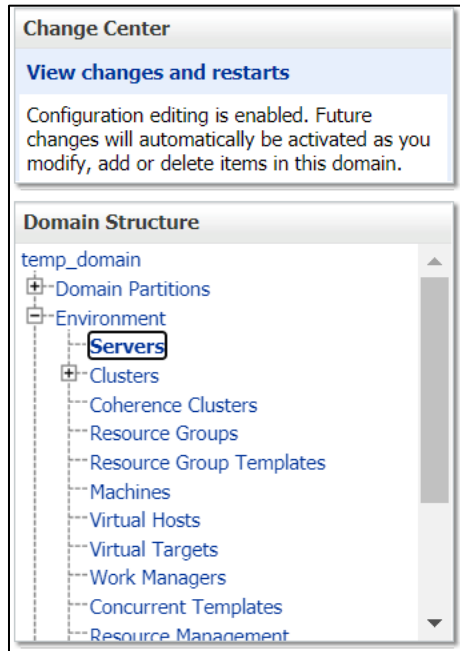 Change Center
View changes and restarts
Configuration editing is enabled. Future
changes will automatically be activated as you
modify, add or delete items in this domain.
Domain Structure
temp_domain
Domain Partitions
Environment
Servers
Clusters
Coherence Clusters
Resource Groups
Resource Group Templates
Machines
Virtual Hosts
Virtual Targets
Work Managers
Concurrent Templates
Resource Management